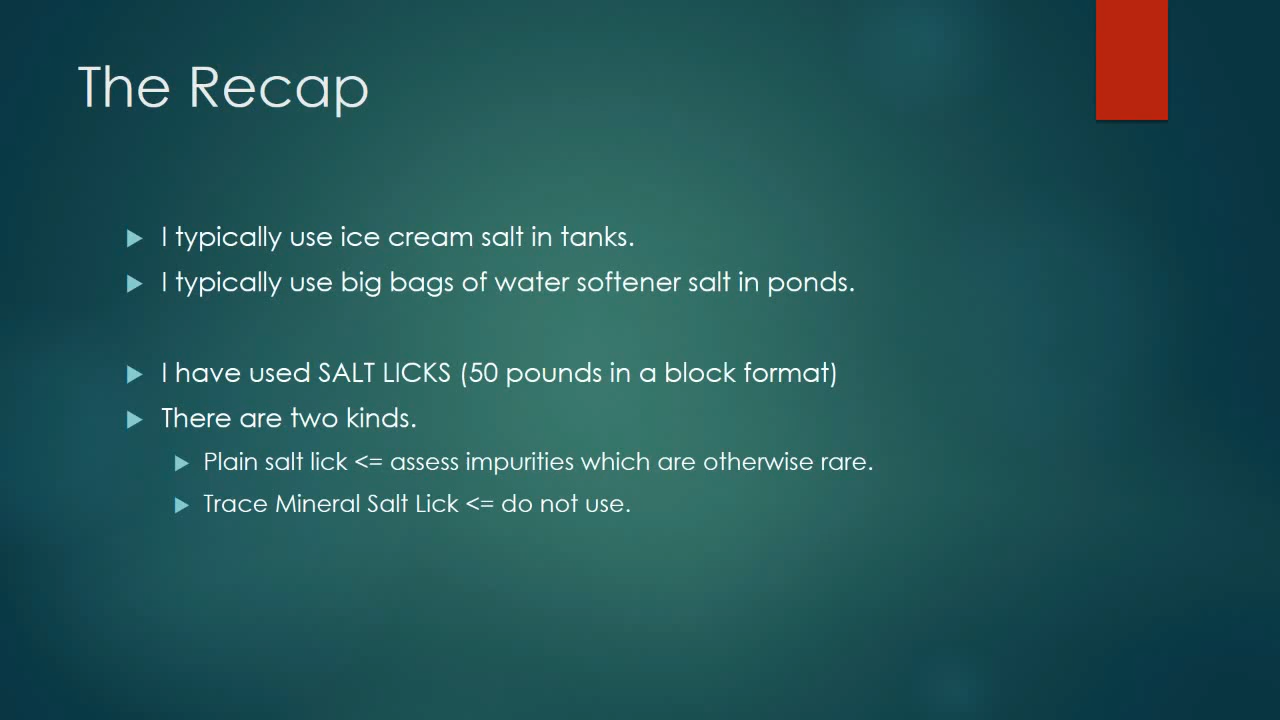 The Recap
I typically use ice cream salt in tanks.
I typically use big bags of water softener salt in ponds.
I have used SALT LICKS (50 pounds in a block format)
There are two kinds.
Plain salt lick <= assess impurities which are otherwise rare.
Trace Mineral Salt Lick <= do not use.